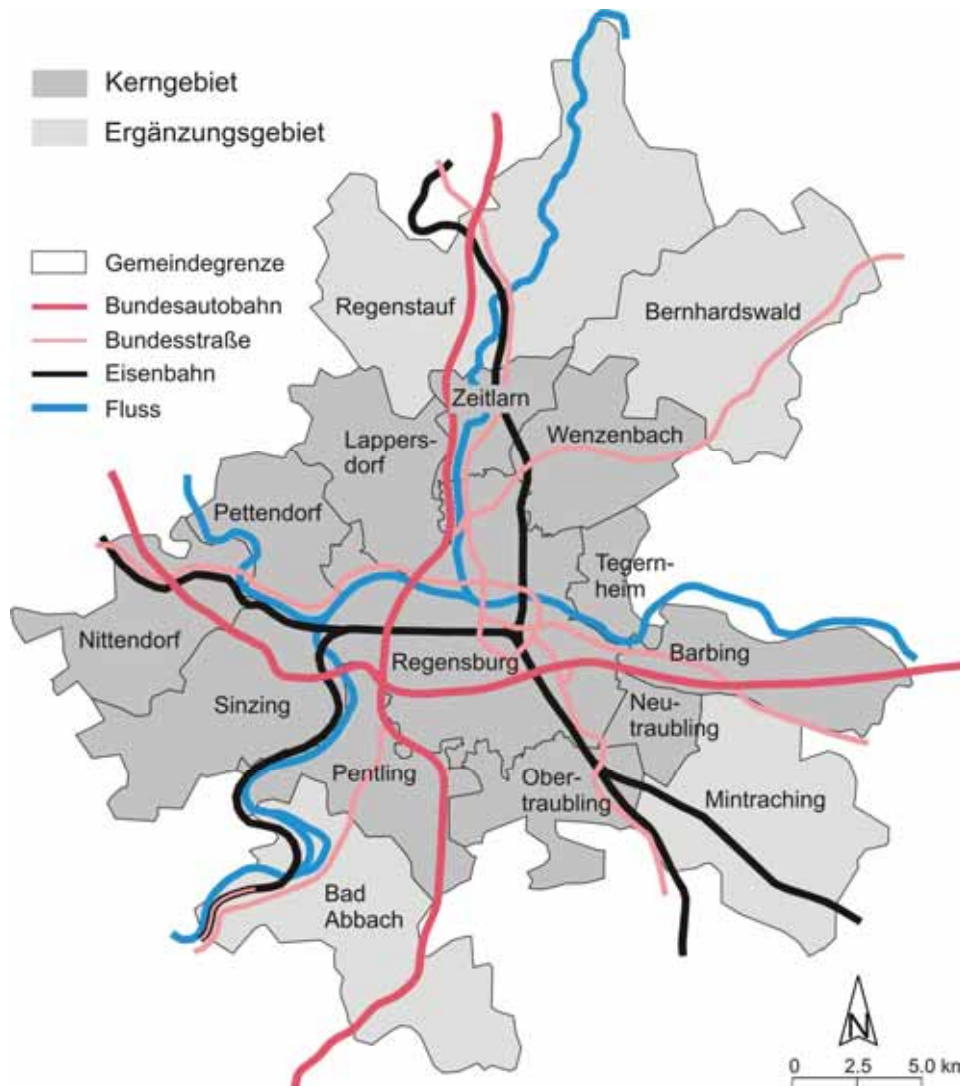 Kerngebiet
Ergänzungsgebiet
Gemeindegrenze
Bundesautobahn
Bundesstraße
Eisenbahn
Fluss
Regenstauf
Bernhardswald
Zeitlarn
Lappers-
dorf
Wenzenbach
Pettendorf
Tegern-
heim
Nittendorf
Regensburg
Barbing
Sinzing
Neu-
traubling
Pentling
Ober-
traubling
Mintraching
Bad
Abbach
N
0 2.5 5.0 km